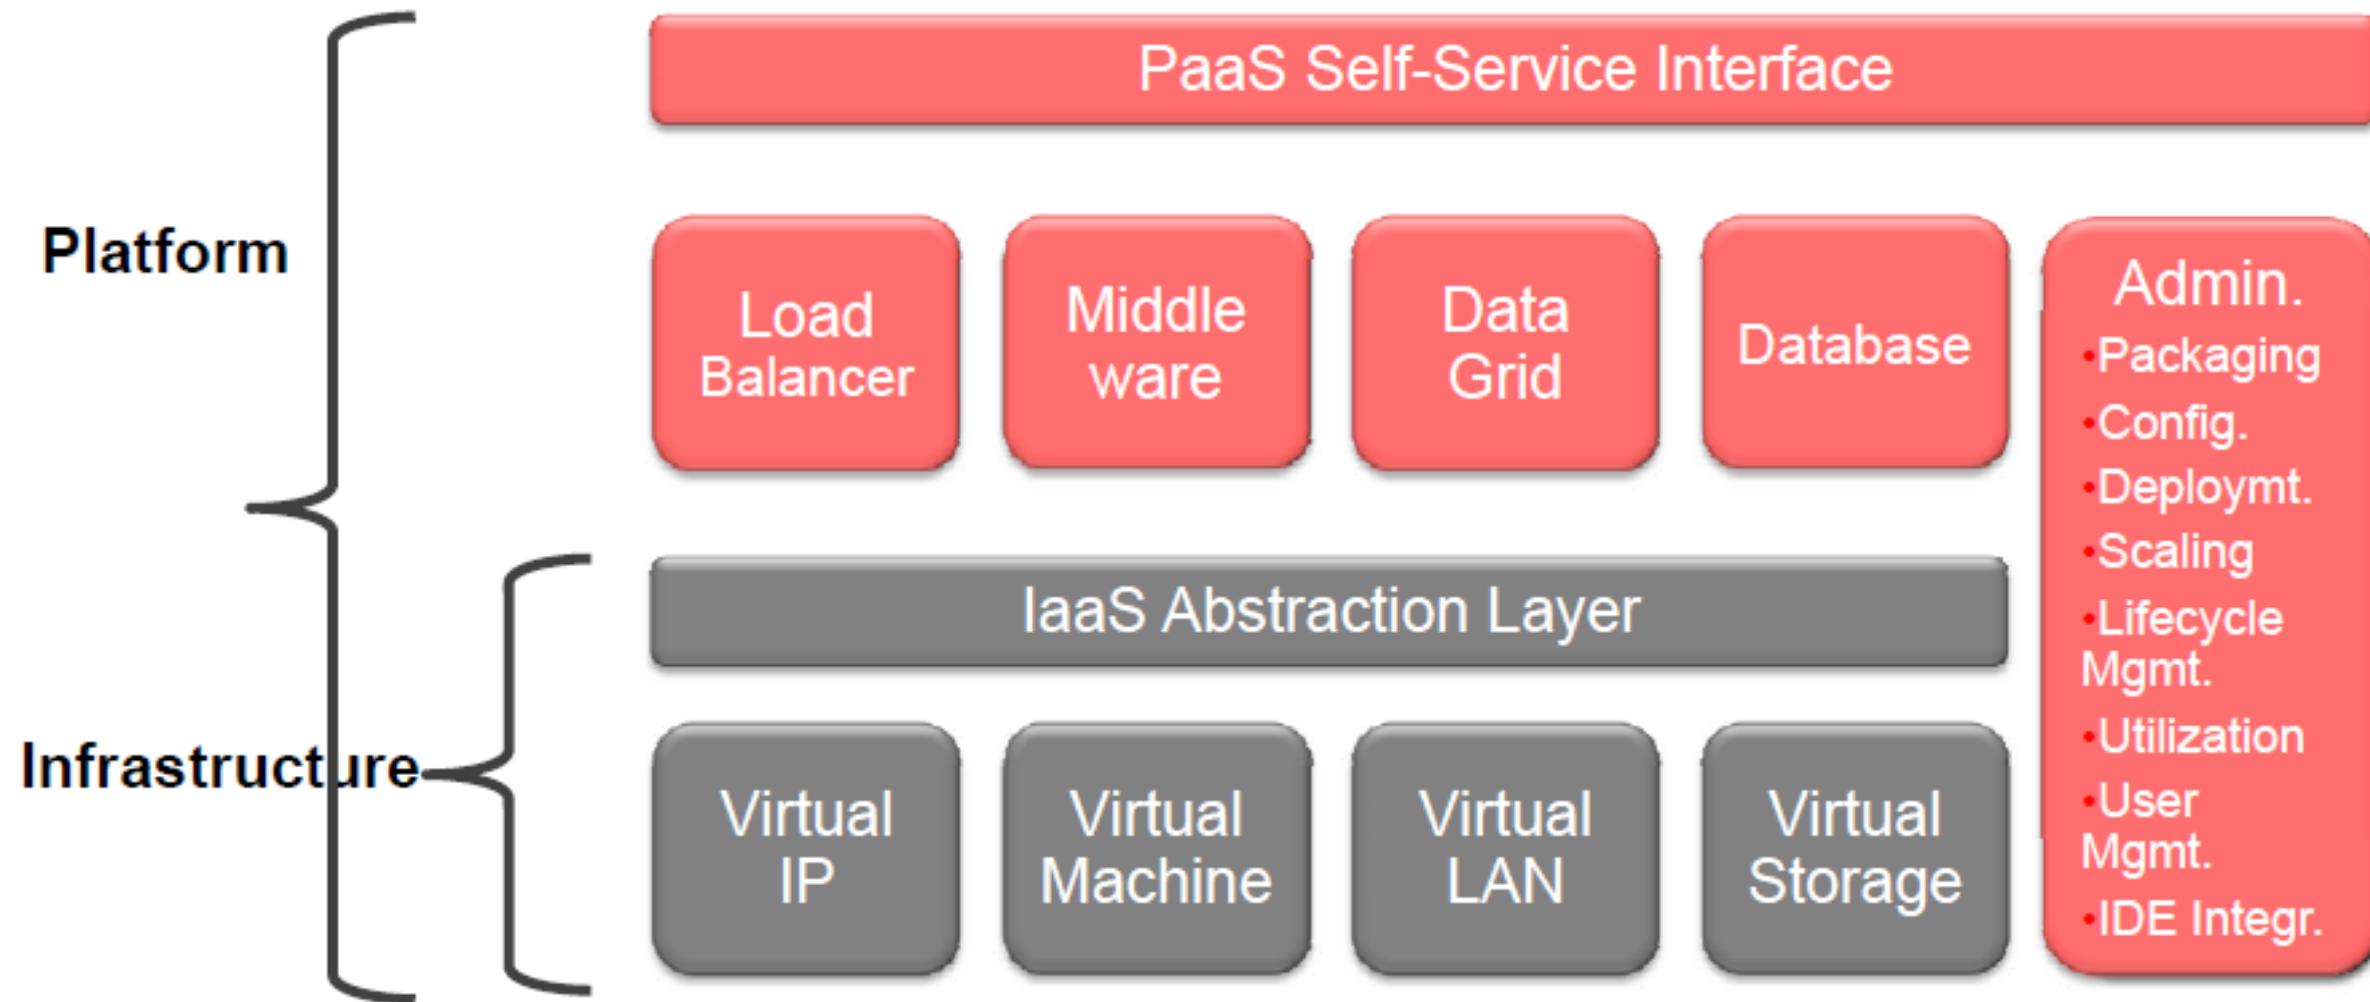 PaaS Self-Service Interface
Platform
Load
Balancer
Middle
ware
Data
Grid
Database
Admin.
•Packaging
•Config.
•Deploymt.
•Scaling
•Lifecycle
Mgmt.
•Utilization
•User
Mgmt.
•IDE Integr.
IaaS Abstraction Layer
Infrastructure
Virtual
IP
Virtual
Machine
Virtual
LAN
Virtual
Storage